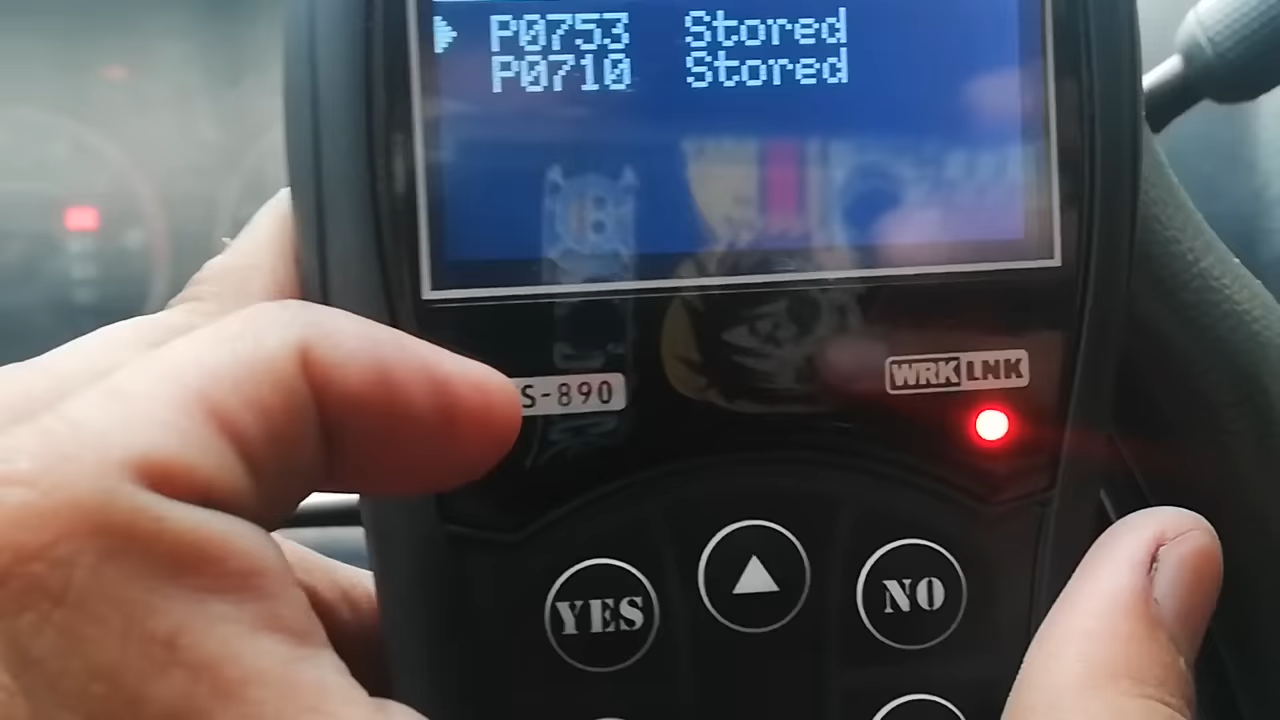 P0753 Stored
P0710 Stored
S-890
WRK LNK
YES
NO